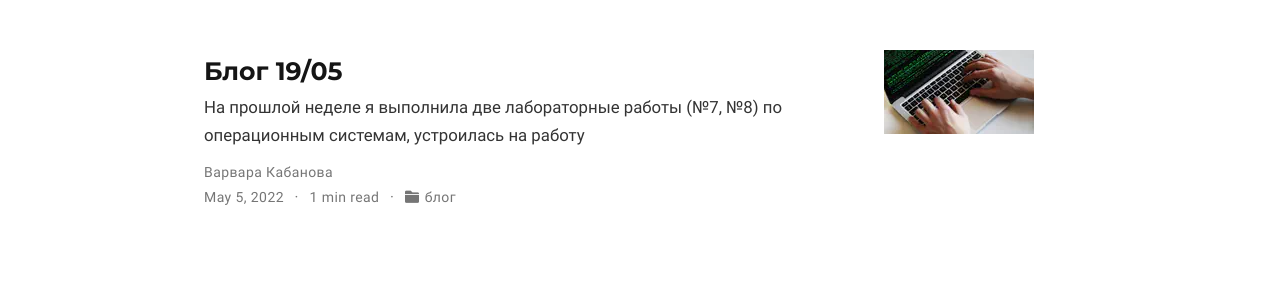 Блог 19/05
На прошлой неделе я выполнила две лабораторные работы (№7, №8) по
операционным системам, устроилась на работу
Варвара Кабанова
May 5, 2022 · 1 min read · блог